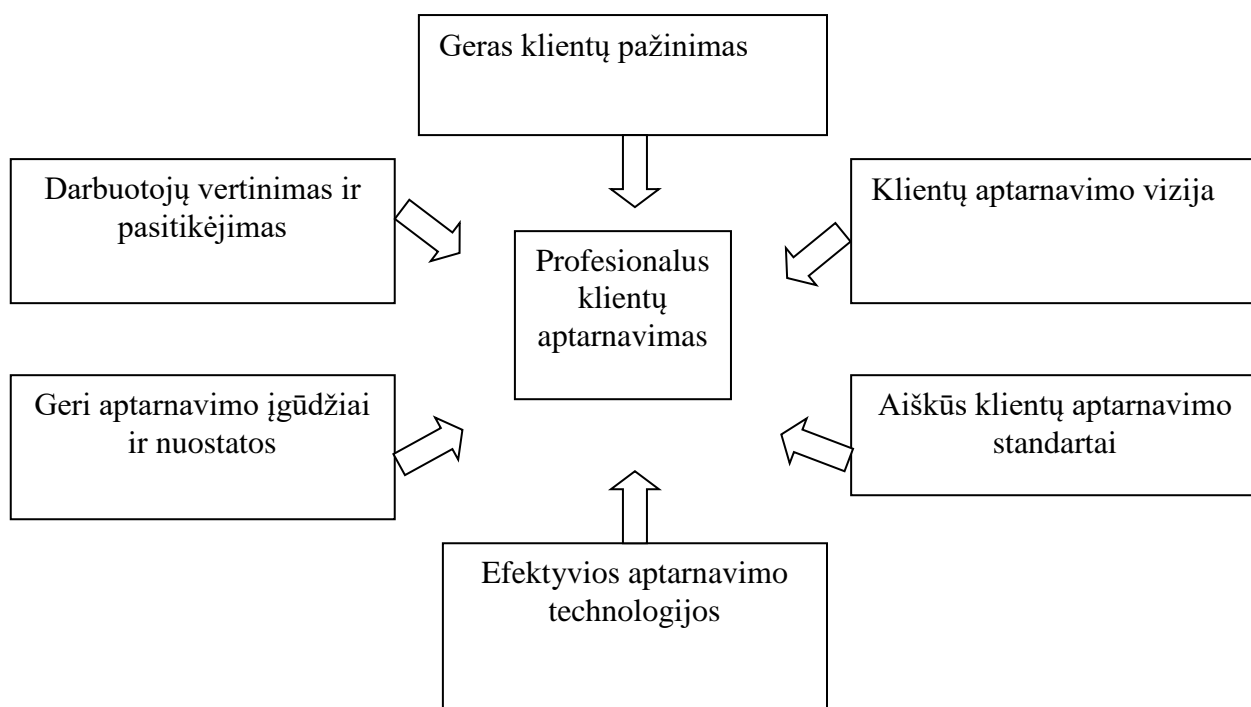 Geras klientų pažinimas
Darbuotojų vertinimas ir
pasitikėjimas
Klientų aptarnavimo vizija
Profesionalus
klientų
aptarnavimas
Geri aptarnavimo įgūdžiai
ir nuostatos
Aiškūs klientų aptarnavimo
standartai
Efektyvios aptarnavimo
technologijos